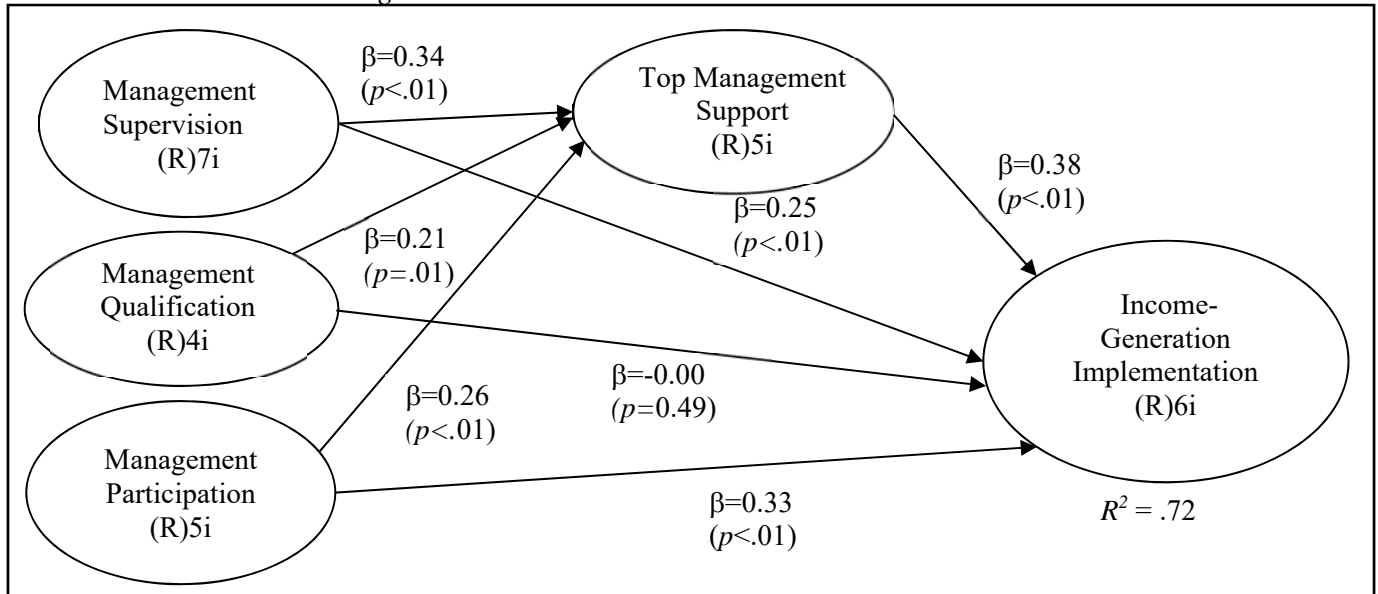 Management
Supervision
(R)7i
β=0.34
(p<.01)
Top Management
Support
(R)5i
β=0.38
(p<.01)
β=0.25
(p<.01)
β=0.21
(p=.01)
Management
Qualification
(R)4i
Income-
Generation
Implementation
(R)6i
β=-0.00
(p=0.49)
β=0.26
(p<.01)
Management
Participation
(R)5i
β=0.33
(p<.01)
R² = .72